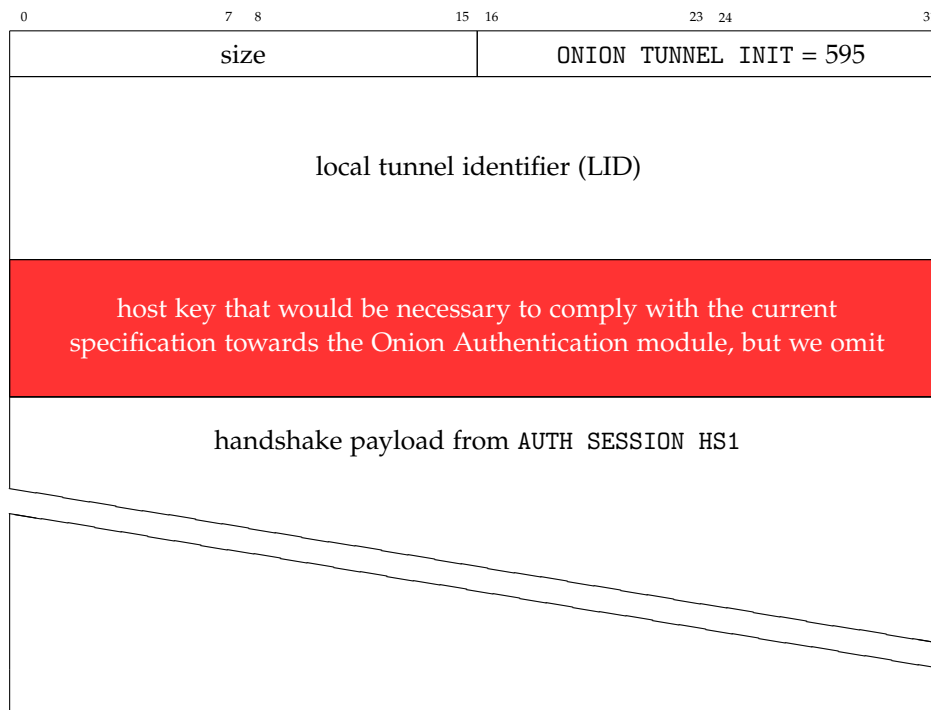 0 7 8 15 16 23 24 3
size ONION TUNNEL INIT = 595
local tunnel identifier (LID)
host key that would be necessary to comply with the current
specification towards the Onion Authentication module, but we omit
handshake payload from AUTH SESSION HS1